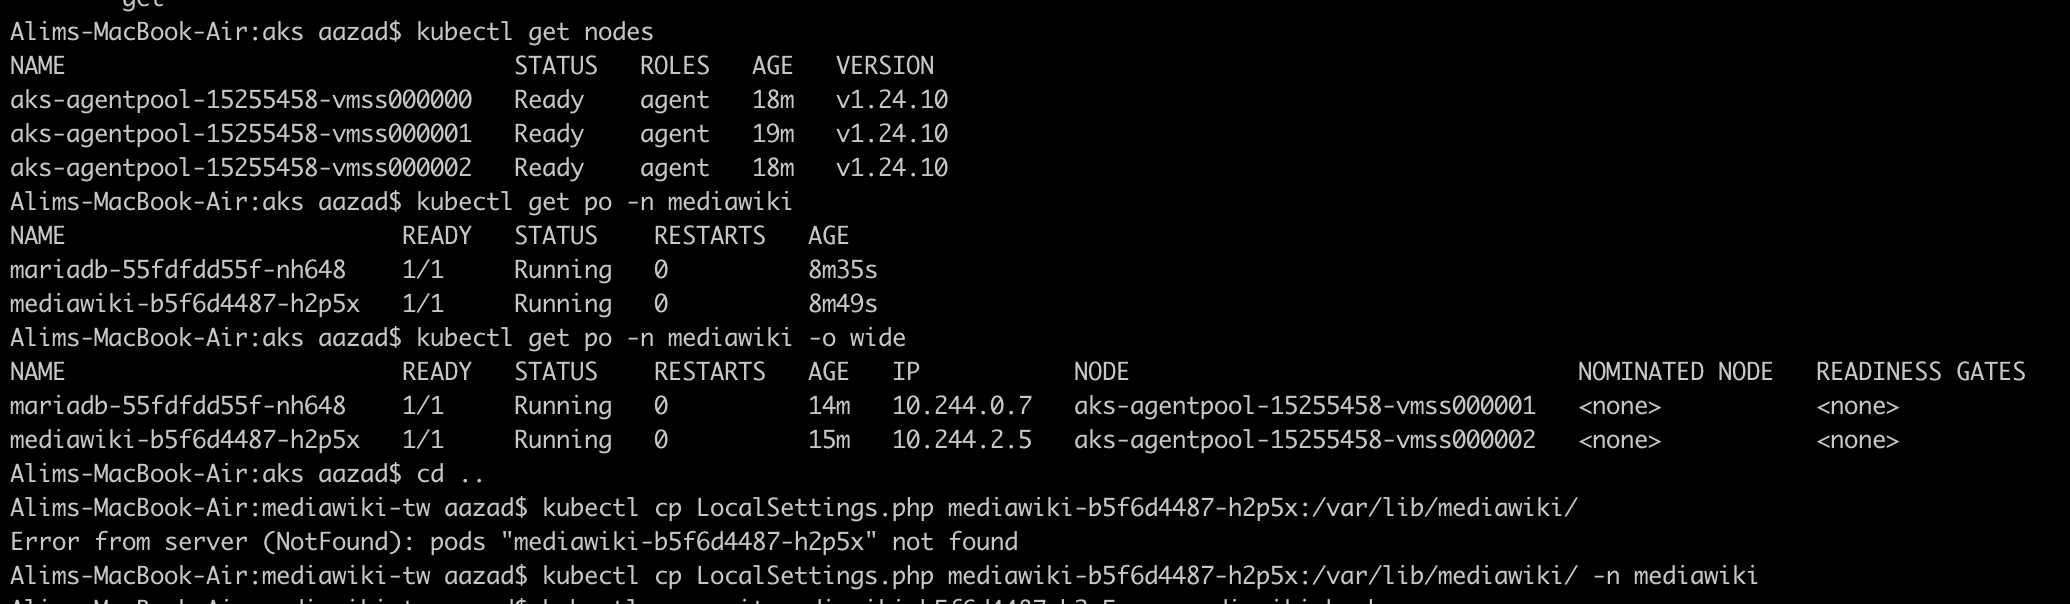 get
Alims-MacBook-Air:aks aazad$ kubectl get nodes
NAME                                STATUS   ROLES   AGE   VERSION
aks-agentpool-15255458-vmss000000   Ready    agent   18m   v1.24.10
aks-agentpool-15255458-vmss000001   Ready    agent   19m   v1.24.10
aks-agentpool-15255458-vmss000002   Ready    agent   18m   v1.24.10
Alims-MacBook-Air:aks aazad$ kubectl get po -n mediawiki
NAME                        READY   STATUS    RESTARTS   AGE
mariadb-55fdfdd55f-nh648    1/1     Running   0          8m35s
mediawiki-b5f6d4487-h2p5x   1/1     Running   0          8m49s
Alims-MacBook-Air:aks aazad$ kubectl get po -n mediawiki -o wide
NAME                        READY   STATUS    RESTARTS   AGE   IP           NODE                                NOMINATED NODE   READINESS GATES
mariadb-55fdfdd55f-nh648    1/1     Running   0          14m   10.244.0.7   aks-agentpool-15255458-vmss000001   <none>           <none>
mediawiki-b5f6d4487-h2p5x   1/1     Running   0          15m   10.244.2.5   aks-agentpool-15255458-vmss000002   <none>           <none>
Alims-MacBook-Air:aks aazad$ cd ..
Alims-MacBook-Air:mediawiki-tw aazad$ kubectl cp LocalSettings.php mediawiki-b5f6d4487-h2p5x:/var/lib/mediawiki/
Error from server (NotFound): pods "mediawiki-b5f6d4487-h2p5x" not found
Alims-MacBook-Air:mediawiki-tw aazad$ kubectl cp LocalSettings.php mediawiki-b5f6d4487-h2p5x:/var/lib/mediawiki/ -n mediawiki
Alims-MacBook-Air:mediawiki-tw aazad$ kubectl